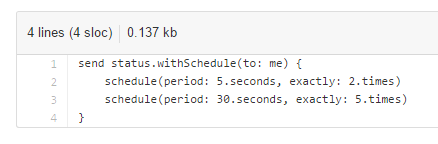 4 lines (4 sloc) 0.137 kb
1 send status.withSchedule(to: me) {
2     schedule(period: 5.seconds, exactly: 2.times)
3     schedule(period: 30.seconds, exactly: 5.times)
4 }